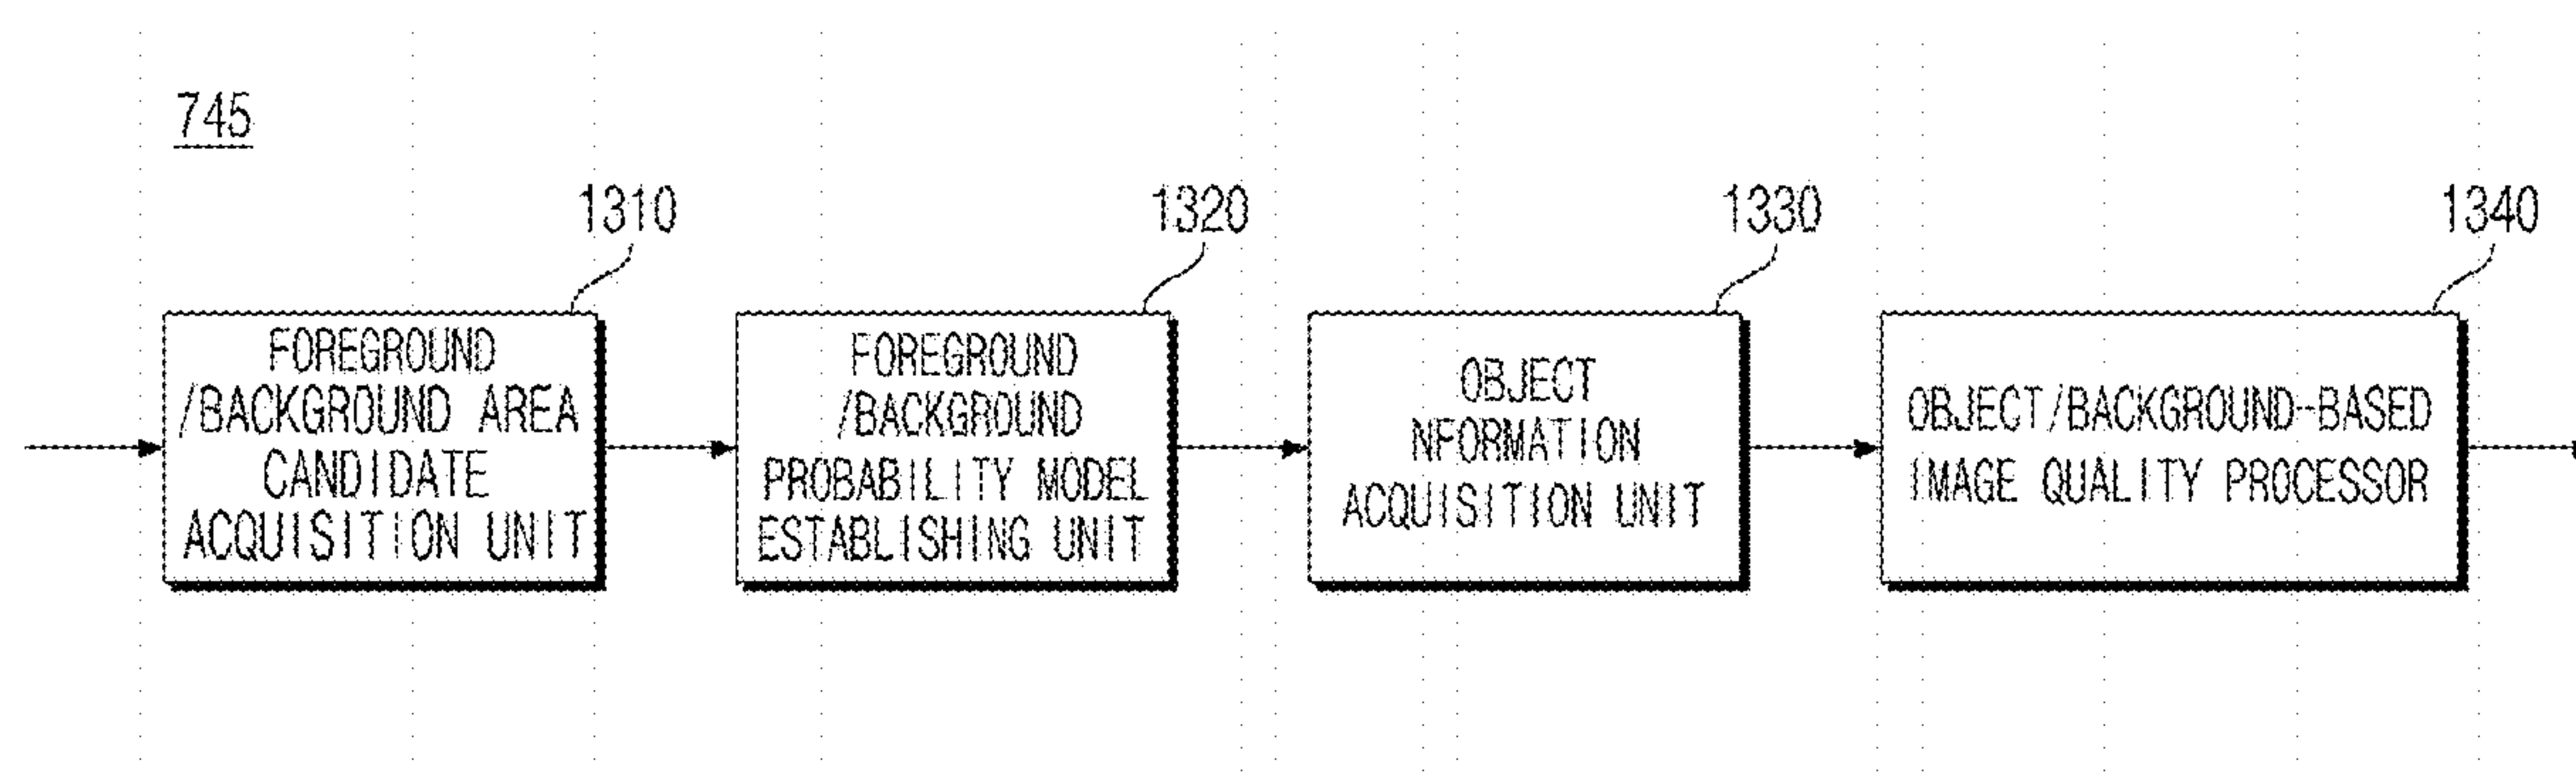 745
1310
1320
1330
1340
FOREGROUND
/BACKGROUND AREA
CANDIDATE
ACQUISITION UNIT
FOREGROUND
/BACKGROUND
PROBABILITY MODEL
ESTABLISHING UNIT
OBJECT
NFORMATION
ACQUISITION UNIT
OBJECT/BACKGROUND-BASED
IMAGE QUALITY PROCESSOR